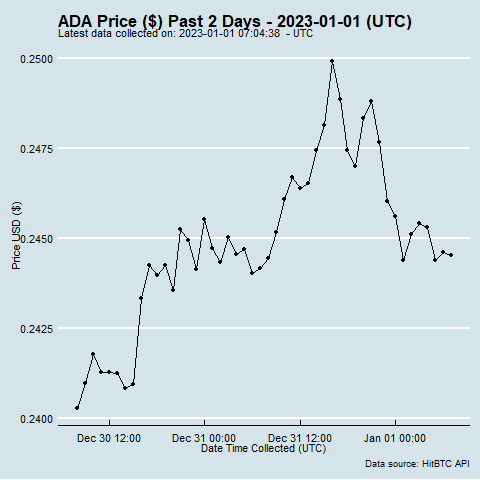 ADA Price ($) Past 2 Days - 2023-01-01 (UTC)
Latest data collected on: 2023-01-01 07:04:38 - UTC
0.2500
0.2475
0.2450
0.2425
0.2400
Price USD ($)
Dec 30 12:00 Dec 31 00:00 Dec 31 12:00 Jan 01 00:00
Date Time Collected (UTC)
Data source: HitBTC API